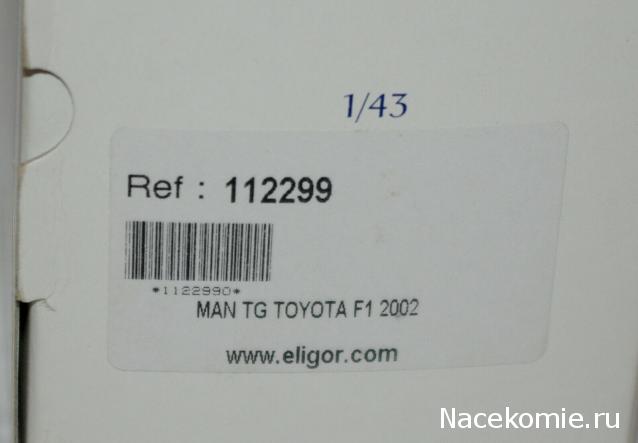 1/43
Ref : 112299
*1122990*
MAN TG TOYOTA F1 2002
www.eligor.com
Nacekomie.ru